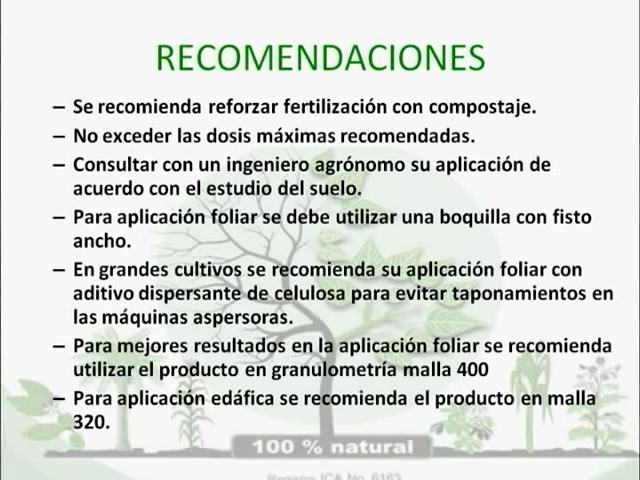 RECOMENDACIONES
– Se recomienda reforzar fertilización con compostaje.
– No exceder las dosis máximas recomendadas.
– Consultar con un ingeniero agrónomo su aplicación de
acuerdo con el estudio del suelo.
– Para aplicación foliar se debe utilizar una boquilla con fisto
ancho.
– En grandes cultivos se recomienda su aplicación foliar con
aditivo dispersante de celulosa para evitar taponamientos en
las máquinas aspersoras.
– Para mejores resultados en la aplicación foliar se recomienda
utilizar el producto en granulometría malla 400
– Para aplicación edáfica se recomienda el producto en malla
320.
100 % natural
Registro ICA No. 6163